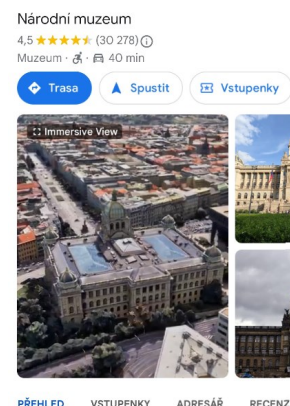 Národní muzeum
4,5 (30 278)
Muzeum · · 40 min
Trasa
Spustit
Vstupenky
Immersive View
PŘEHLED
VSTUPENKY
ADRESÁŘ
RECENZ